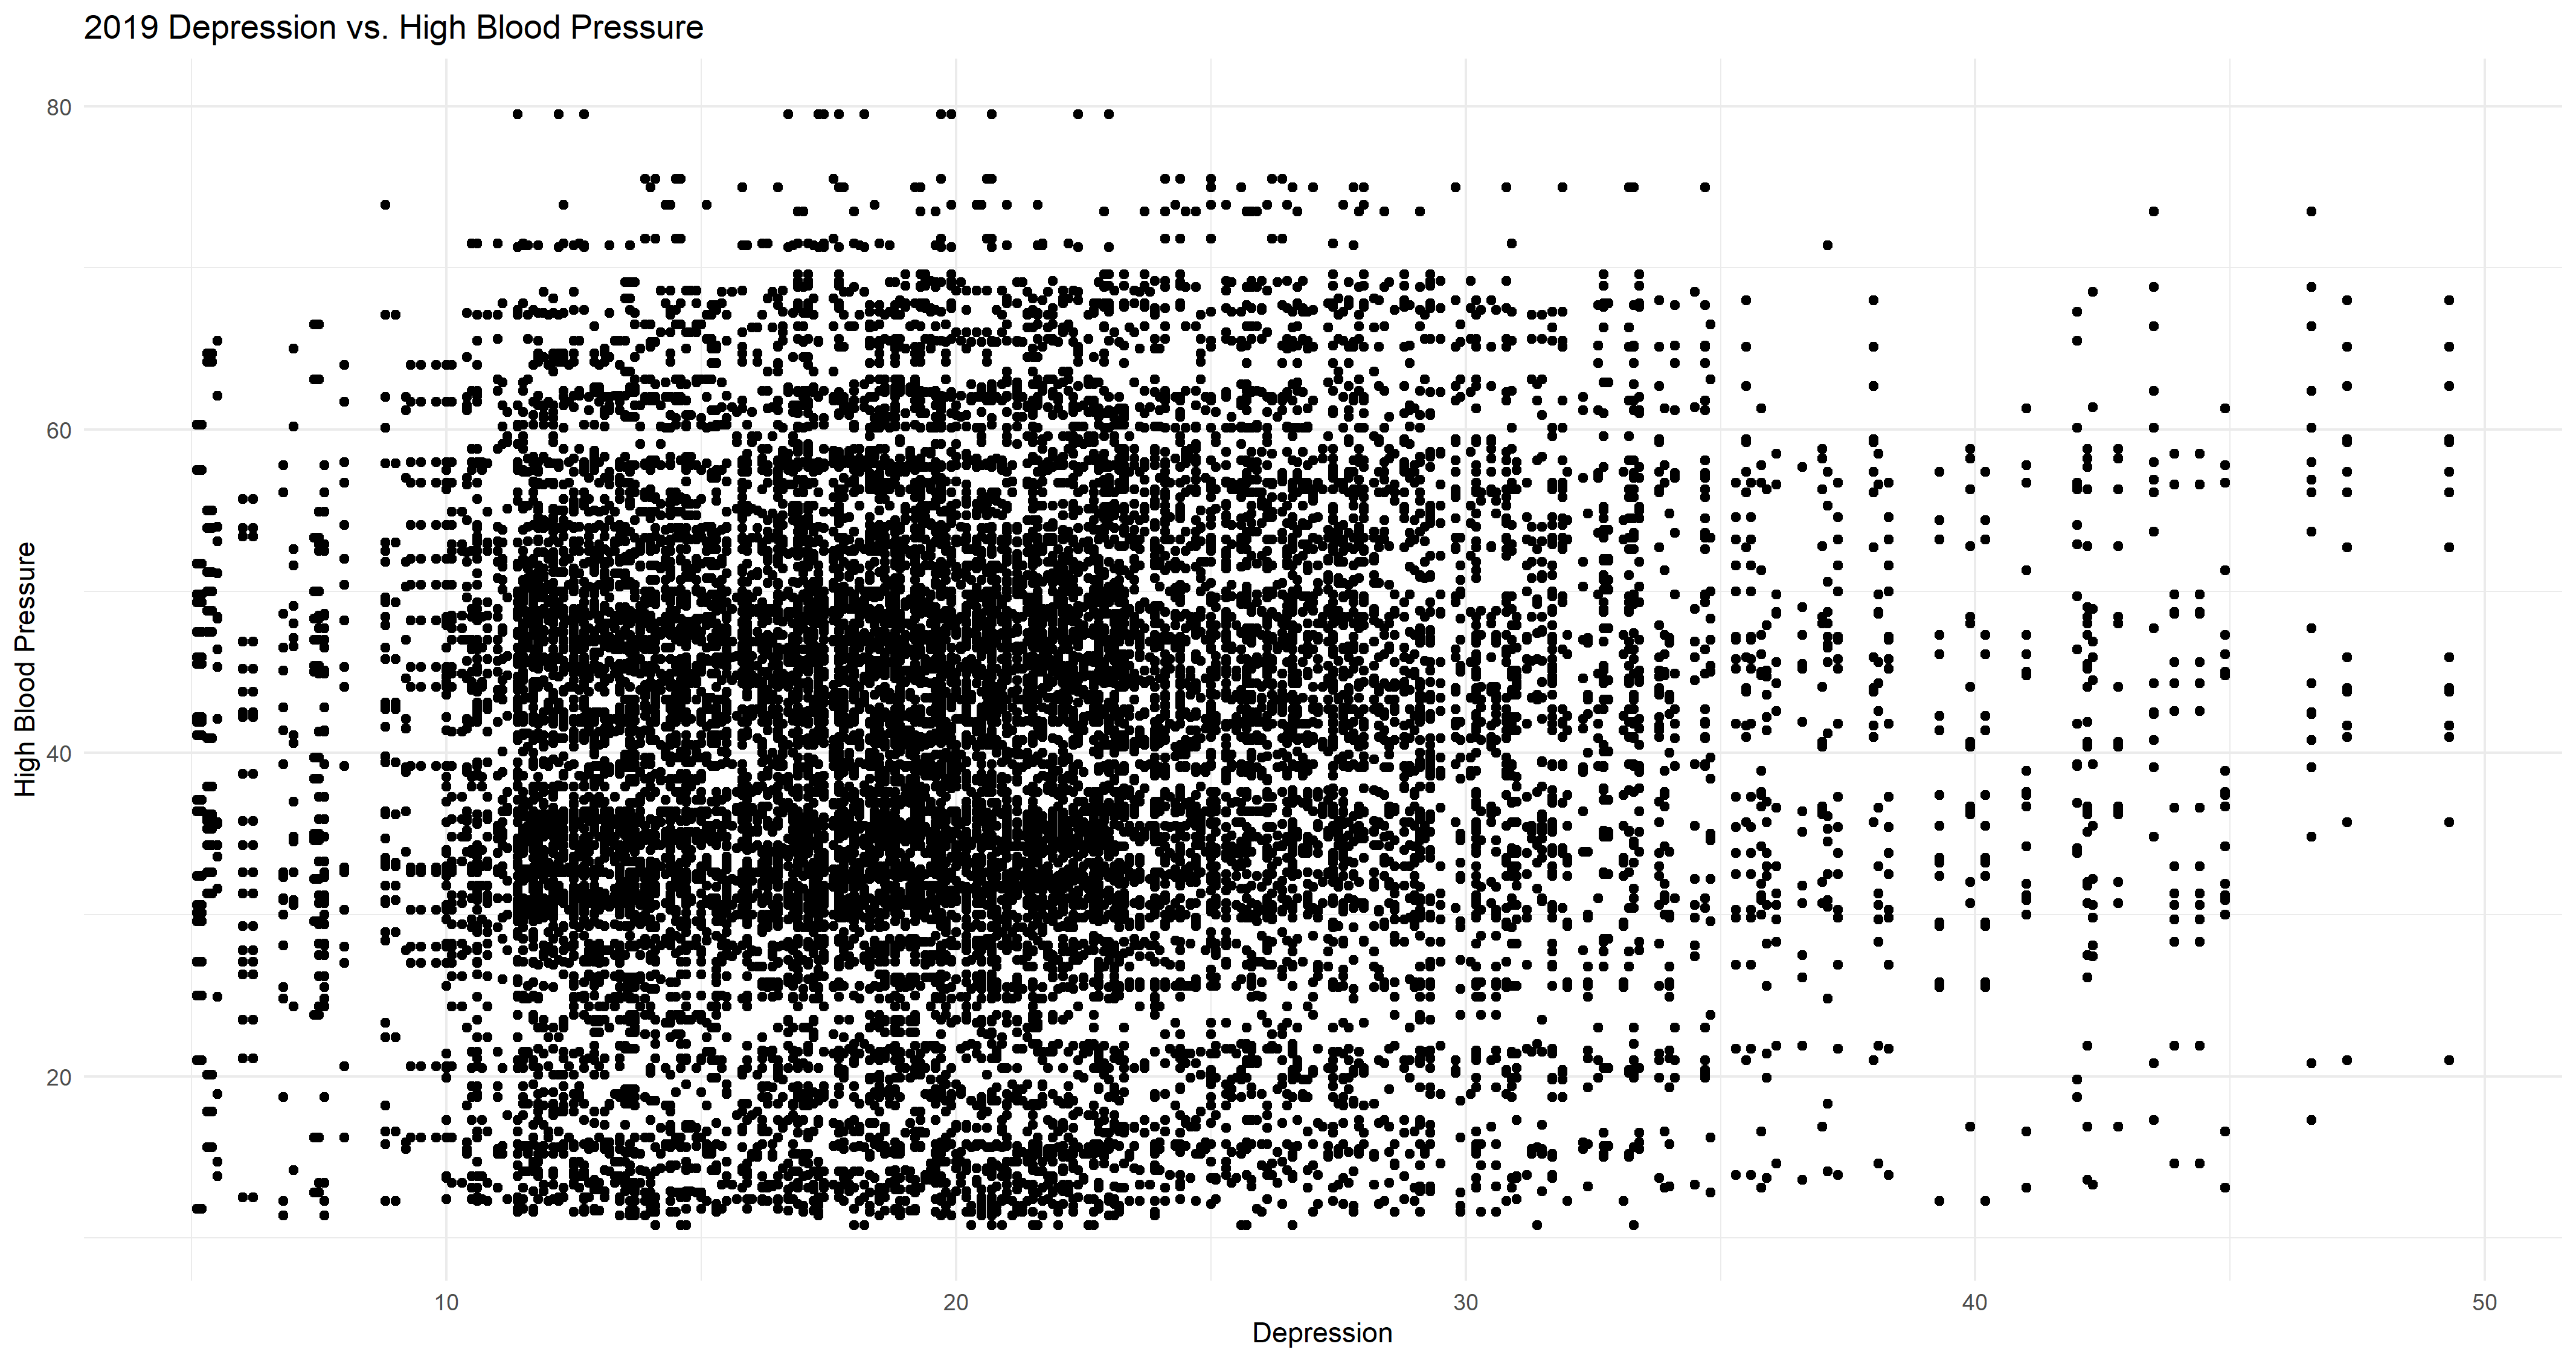 2019 Depression vs. High Blood Pressure
80
60
40
20
High Blood Pressure
10 20 30 40 50
Depression